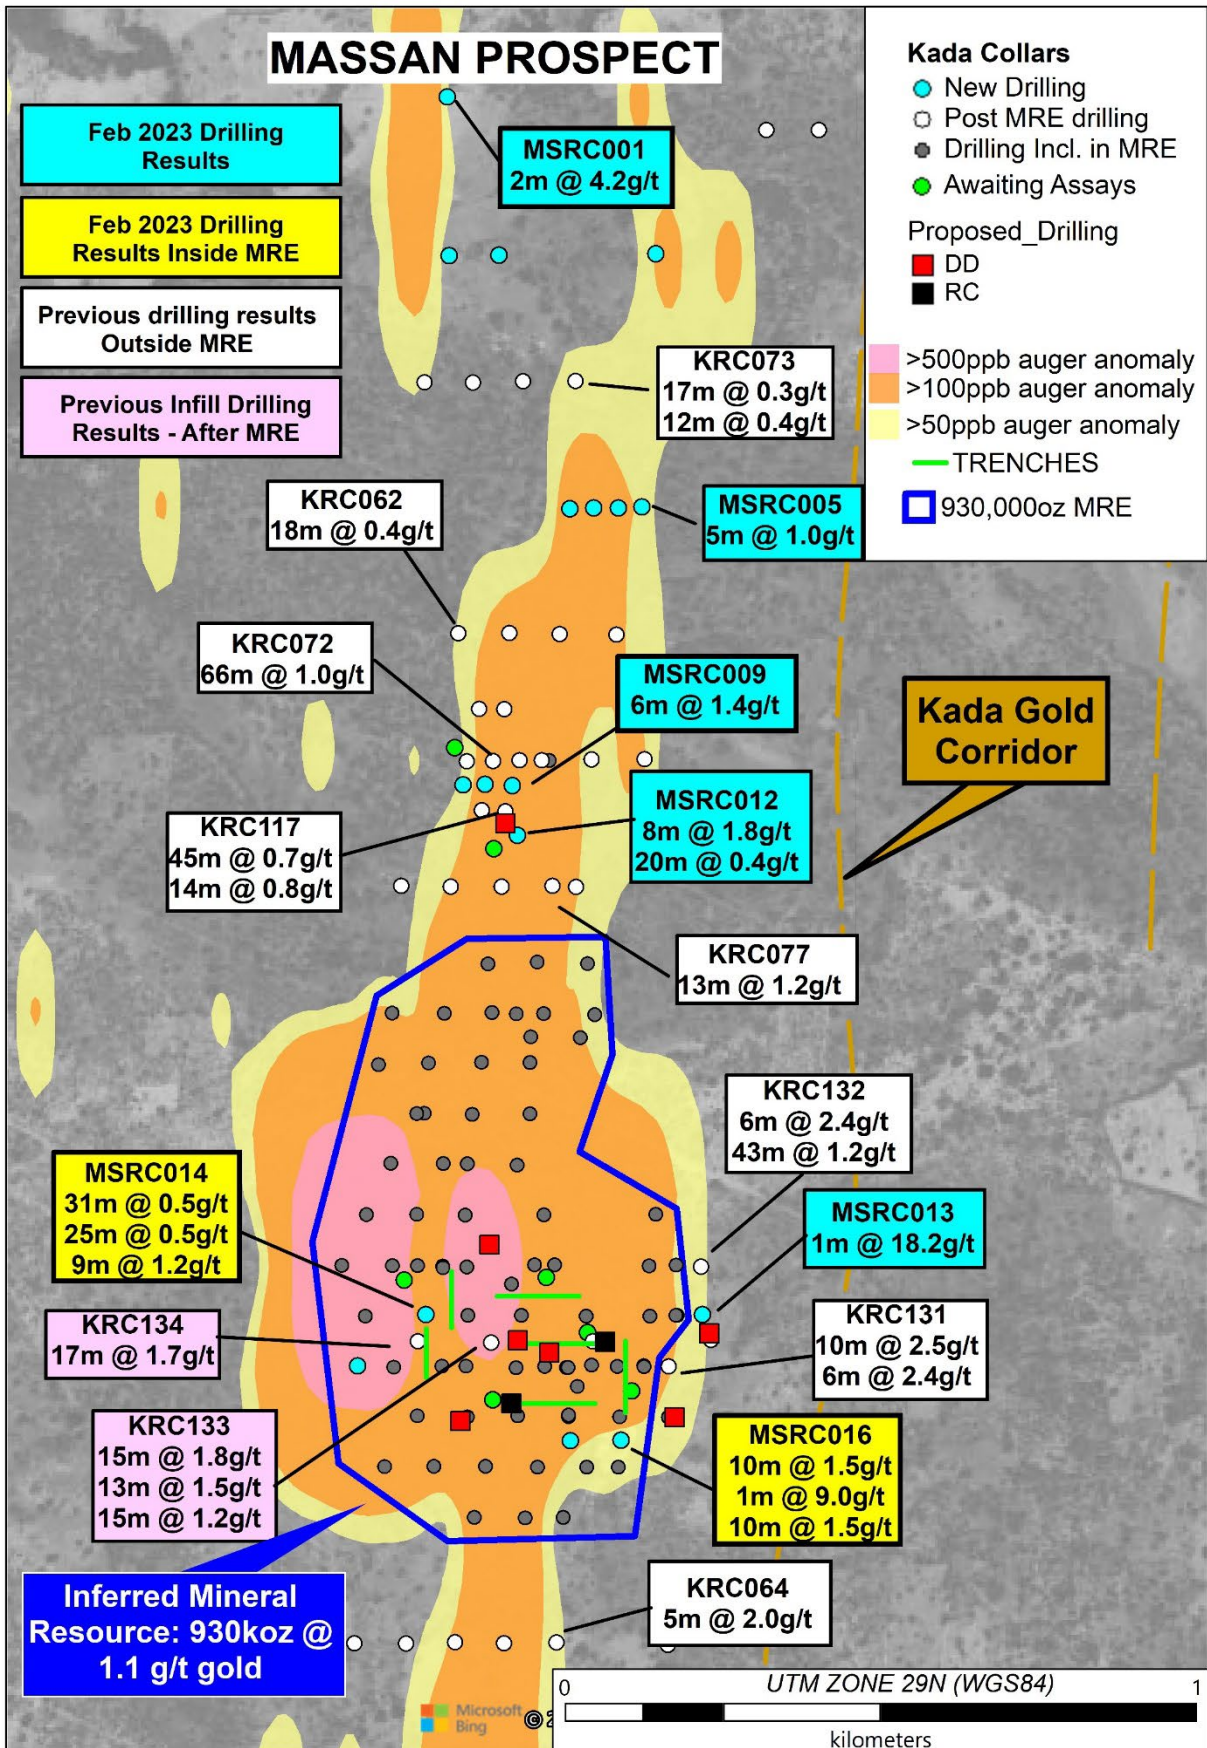 MASSAN PROSPECT
Feb 2023 Drilling
Results
Feb 2023 Drilling
Results Inside MRE
Previous drilling results
Outside MRE
Previous Infill Drilling
Results - After MRE
Kada Collars
New Drilling
Post MRE drilling
Drilling Incl. in MRE
Awaiting Assays
Proposed_Drilling
DD
RC
>500ppb auger anomaly
>100ppb auger anomaly
>50ppb auger anomaly
TRENCHES
930,000oz MRE
MSRC001
2m @ 4.2g/t
KRC073
17m @ 0.3g/t
12m @ 0.4g/t
KRC062
18m @ 0.4g/t
MSRC005
5m @ 1.0g/t
KRC072
66m @ 1.0g/t
MSRC009
6m @ 1.4g/t
Kada Gold
Corridor
MSRC012
8m @ 1.8g/t
20m @ 0.4g/t
KRC117
45m @ 0.7g/t
14m @ 0.8g/t
KRC077
13m @ 1.2g/t
KRC132
6m @ 2.4g/t
43m @ 1.2g/t
MSRC014
31m @ 0.5g/t
25m @ 0.5g/t
9m @ 1.2g/t
MSRC013
1m @ 18.2g/t
KRC134
17m @ 1.7g/t
KRC131
10m @ 2.5g/t
6m @ 2.4g/t
KRC133
15m @ 1.8g/t
13m @ 1.5g/t
15m @ 1.2g/t
MSRC016
10m @ 1.5g/t
1m @ 9.0g/t
10m @ 1.5g/t
Inferred Mineral
Resource: 930koz @
1.1 g/t gold
KRC064
5m @ 2.0g/t
UTM ZONE 29N (WGS84)
0 1
kilometers
Microsoft
Bing
©